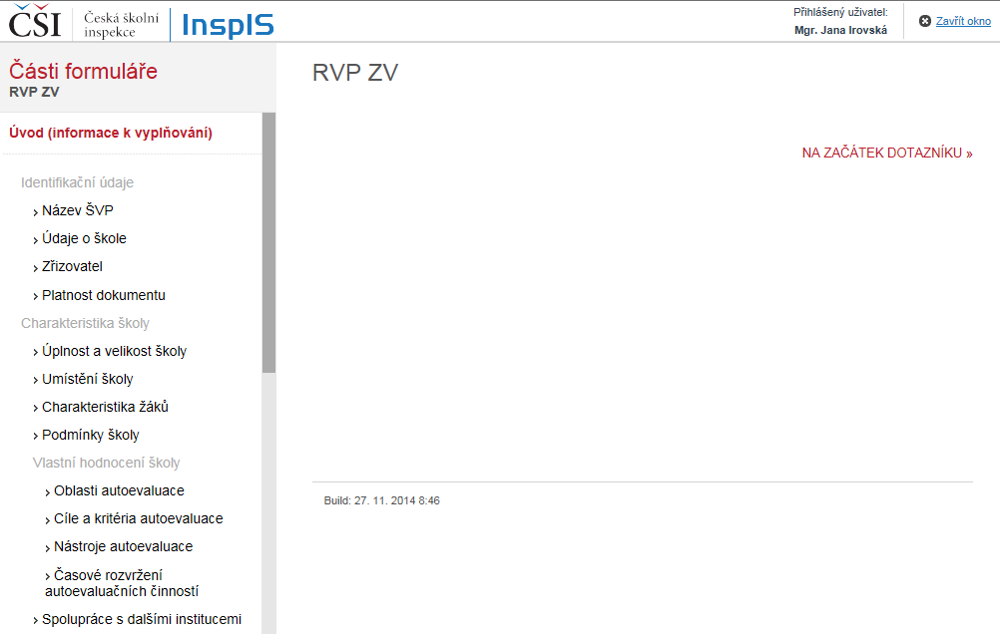 ČŠI
Česká školní
inspekce
InspIS
Přihlášený uživatel:
Mgr. Jana Irovská
Zavřít okno
Části formuláře
RVP ZV
Úvod (informace k vyplňování)
Identifikační údaje
Název ŠVP
Údaje o škole
Zřizovatel
Platnost dokumentu
Charakteristika školy
Úplnost a velikost školy
Umístění školy
Charakteristika žáků
Podmínky školy
Vlastní hodnocení školy
Oblasti autoevaluace
Cíle a kritéria autoevaluace
Nástroje autoevaluace
Časové rozvržení
autoevaluačních činností
Spolupráce s dalšími institucemi
RVP ZV
NA ZAČÁTEK DOTAZNÍKU »
Build: 27. 11. 2014 8:46